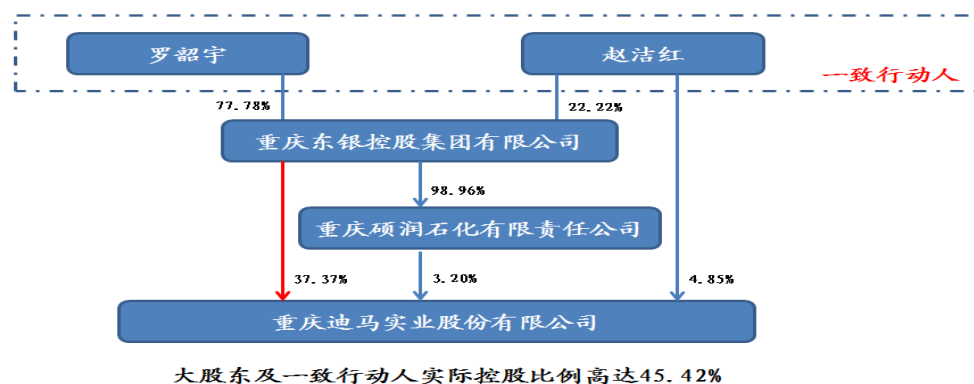 罗韶宇
赵洁红
一致行动人
77.78%
22.22%
重庆东银控股集团有限公司
98.96%
重庆硕润石化有限责任公司
37.37%
3.20%
4.85%
重庆迪马实业股份有限公司
大股东及一致行动人实际控股比例高达45.42%